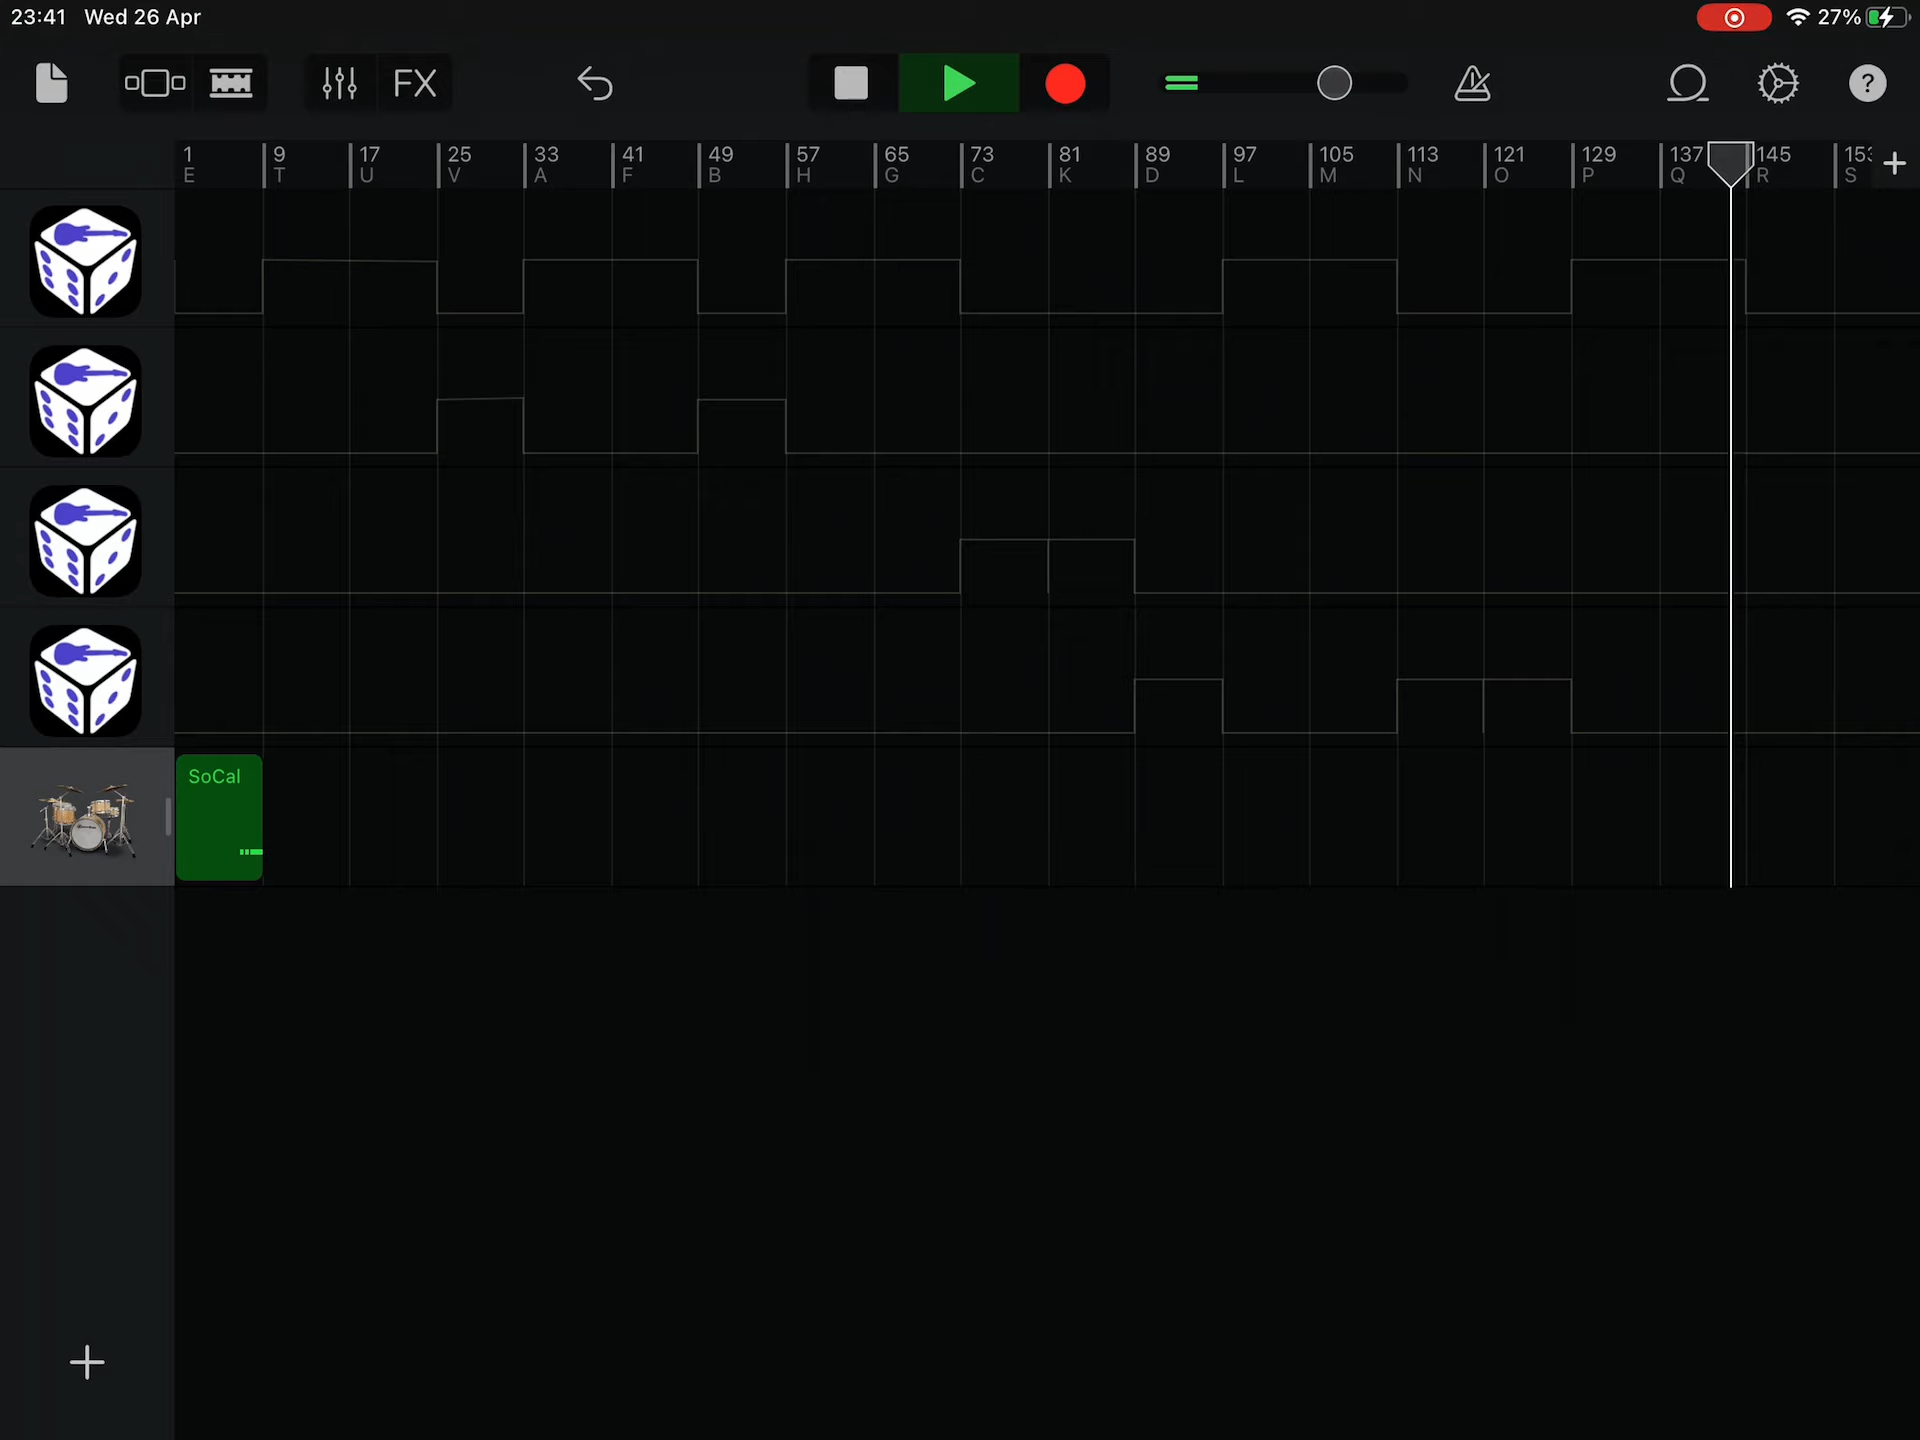 23:41 Wed 26 Apr
27%
FX
?
1 9 17 25 33 41 49 57 65 73 81 89 97 105 113 121 129 137 145 153
E T U V A F B H G C K D L M N O P Q R S
SoCal